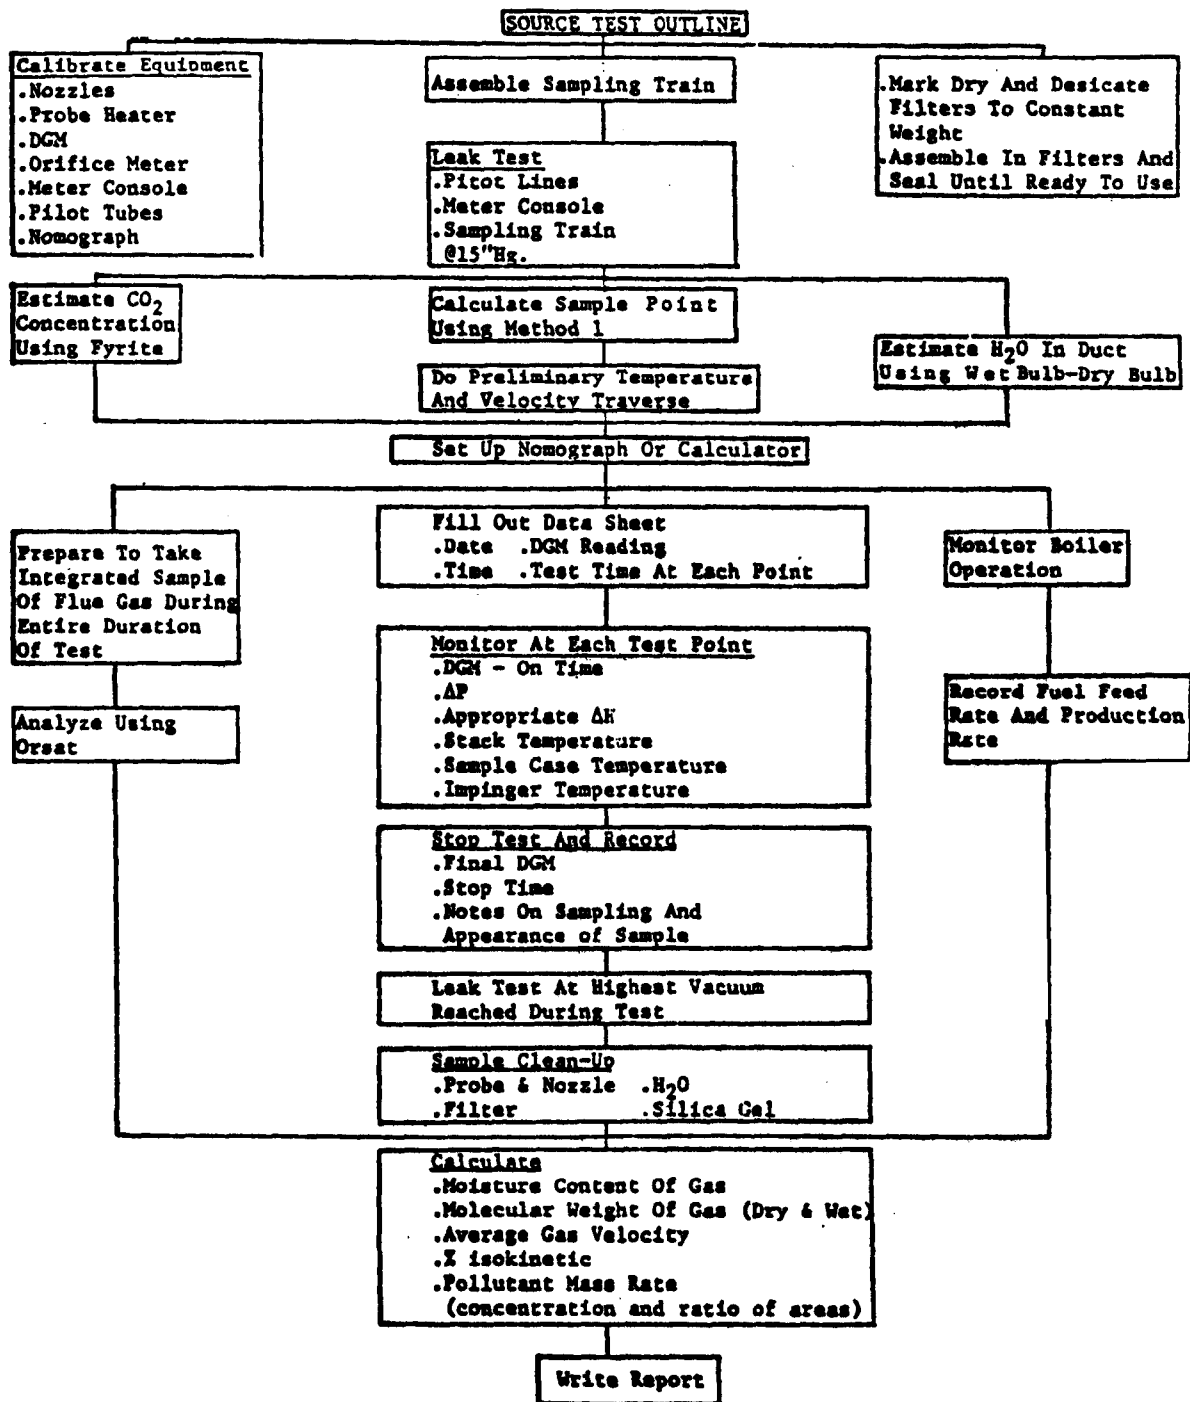 SOURCE TEST OUTLINE
Calibrate Equipment
.Nozzles
.Probe Heater
.DGM
.Orifice Meter
.Meter Console
.Pilot Tubes
.Nomograph
Assemble Sampling Train
.Mark Dry And Desicate
Filters To Constant
Weight
.Assemble In Filters And
Seal Until Ready To Use
Leak Test
.Pitot Lines
.Meter Console
.Sampling Train
@15"Hg.
Estimate CO2
Concentration
Using Fyrite
Calculate Sample Point
Using Method 1
Estimate H2O In Duct
Using Wet Bulb-Dry Bulb
Do Preliminary Temperature
And Velocity Traverse
Set Up Nomograph Or Calculator
Prepare To Take
Integrated Sample
Of Flue Gas During
Entire Duration
Of Test
Fill Out Data Sheet
.Date .DGM Reading
.Time .Test Time At Each Point
Monitor Boiler
Operation
Monitor At Each Test Point
.DGM - On Time
.ΔP
.Appropriate ΔH
.Stack Temperature
.Sample Case Temperature
.Impinger Temperature
Analyze Using
Orsat
Record Fuel Feed
Rate And Production
Rate
Stop Test And Record
.Final DGM
.Stop Time
.Notes On Sampling And
Appearance of Sample
Leak Test At Highest Vacuum
Reached During Test
Sample Clean-Up
.Probe & Nozzle .H2O
.Filter .Silica Gel
Calculate
.Moisture Content Of Gas
.Molecular Weight Of Gas (Dry & Wet)
.Average Gas Velocity
.% isokinetic
.Pollutant Mass Rate
(concentration and ratio of areas)
Write Report